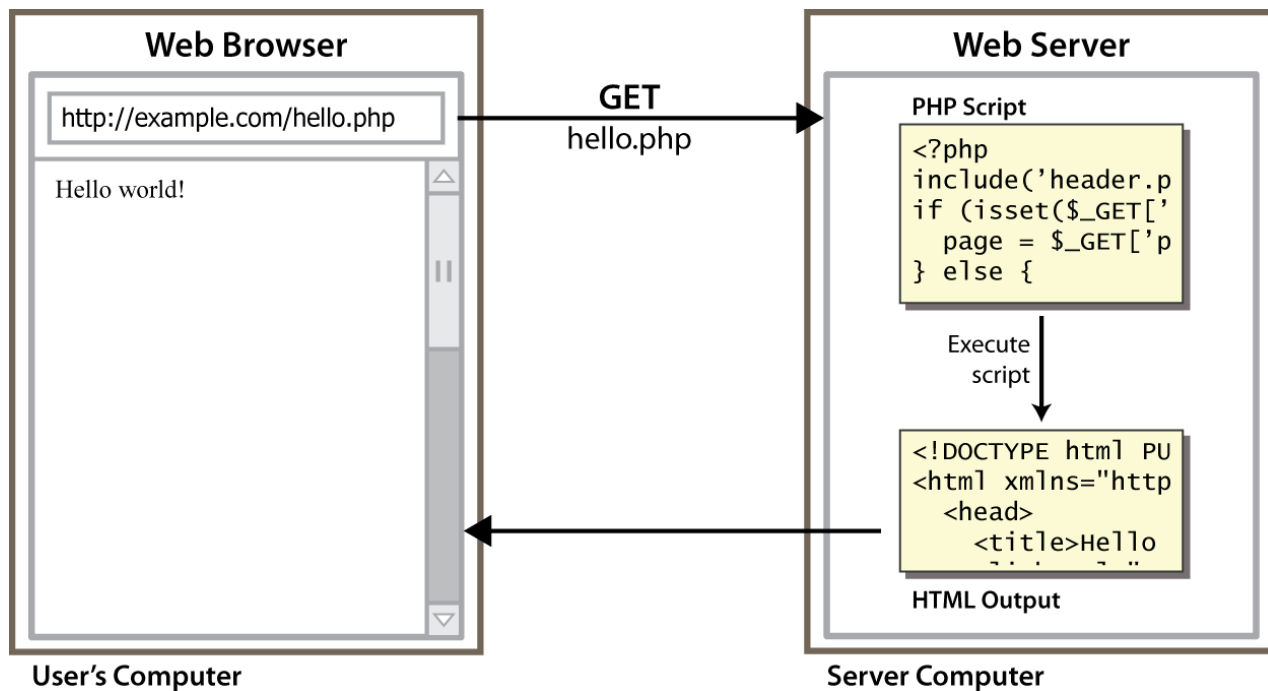 Web Browser
http://example.com/hello.php
Hello world!
User’s Computer
GET
hello.php
Web Server
PHP Script
<?php
include(’header.p
if (isset($_GET[’
  page = $_GET[’p
} else {
Execute
script
<!DOCTYPE html PU
<html xmlns="http
  <head>
    <title>Hello
HTML Output
Server Computer